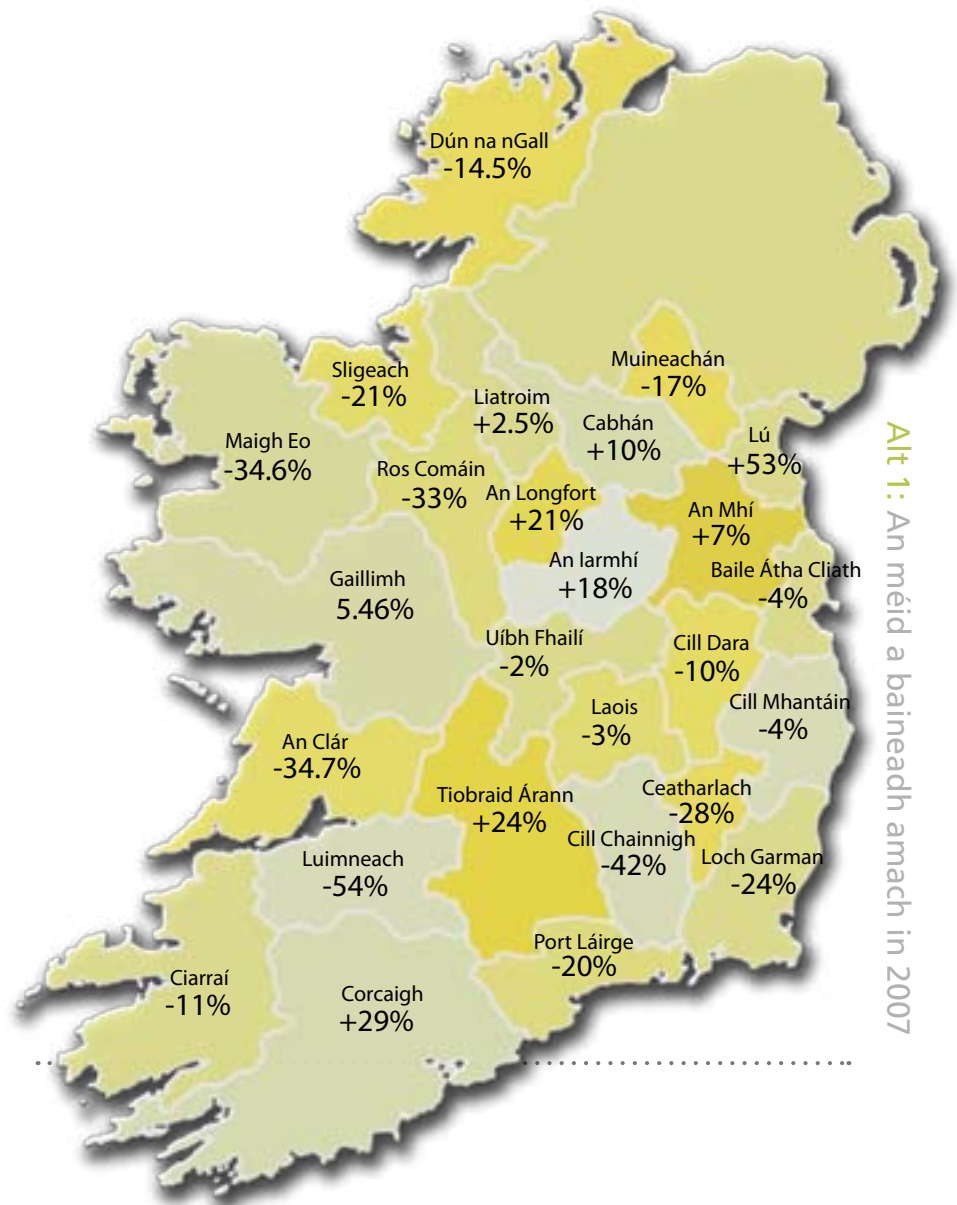 Dún na nGall
-14.5%
Muineachán
-17%
Sligeach
-21%
Liatroim
+2.5%
Cabhán
+10%
Lú
+53%
Maigh Eo
-34.6%
Ros Comáin
-33%
An Longfort
+21%
An Mhí
+7%
An Iarmhí
+18%
Baile Átha Cliath
-4%
Gaillimh
5.46%
Uíbh Fhailí
-2%
Cill Dara
-10%
Cill Mhantáin
-4%
Laois
-3%
An Clár
-34.7%
Tiobraid Árann
+24%
Ceatharlach
-28%
Cill Chainnigh
-42%
Loch Garman
-24%
Luimneach
-54%
Port Láirge
-20%
Ciarraí
-11%
Corcaigh
+29%
Alt 1: An méid a baineadh amach in 2007